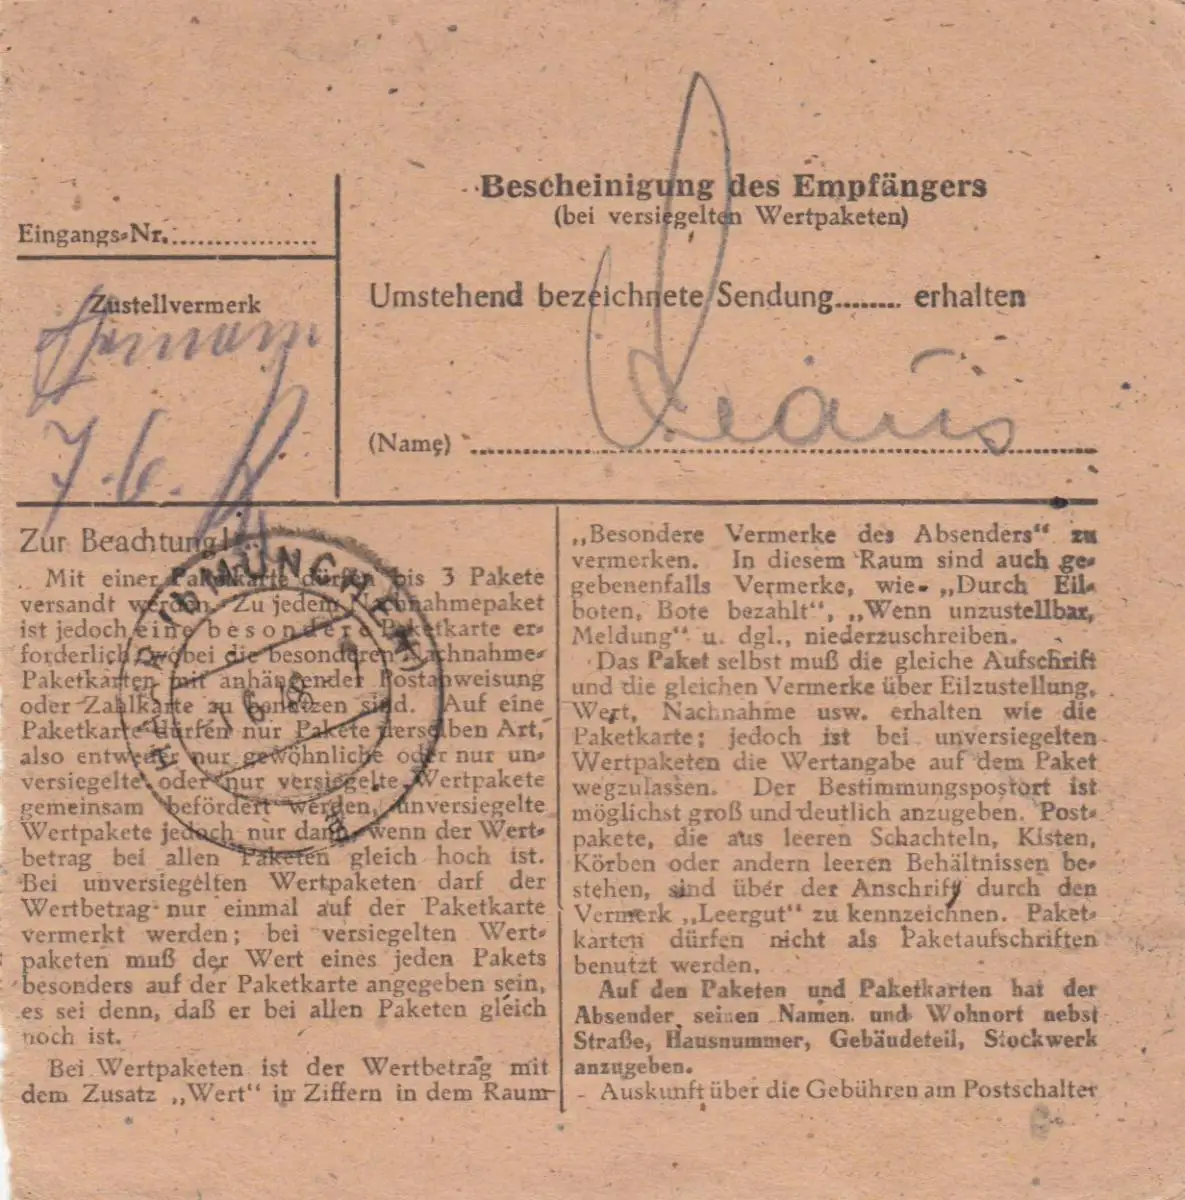 Bescheinigung des Empfängers
(bei versiegelten Wertpaketen)
Eingangs-Nr.....................
Zustellvermerk
7.6.
Umstehend bezeichnete Sendung........ erhalten
(Name)
Zur Beachtung!
Mit einer Paketkarte dürfen bis 3 Pakete
versandt werden. Zu jedem Nachnahmepaket
ist jedoch eine besondere Paketkarte er-
forderlich, wobei die besonderen Nachnahme-
Paketkarten mit anhängender Postanweisung
oder Zahlkarte zu benutzen sind. Auf eine
Paketkarte dürfen nur Pakete derselben Art,
also entweder nur gewöhnliche oder nur un-
versiegelte oder nur versiegelte Wertpakete
gemeinsam befördert werden, unversiegelte
Wertpakete jedoch nur dann, wenn der Wert-
betrag bei allen Paketen gleich hoch ist.
Bei unversiegelten Wertpaketen darf der
Wertbetrag nur einmal auf der Paketkarte
vermerkt werden; bei versiegelten Wert-
paketen muß der Wert eines jeden Pakets
besonders auf der Paketkarte angegeben sein,
es sei denn, daß er bei allen Paketen gleich
hoch ist.
Bei Wertpaketen ist der Wertbetrag mit
dem Zusatz „Wert“ in Ziffern in dem Raum
„Besondere Vermerke des Absenders“ zu
vermerken. In diesem Raum sind auch ge-
gebenenfalls Vermerke, wie „Durch Eil-
boten, Bote bezahlt“, „Wenn unzustellbar,
Meldung“ u. dgl., niederzuschreiben.
Das Paket selbst muß die gleiche Aufschrift
und die gleichen Vermerke über Eilzustellung,
Wert, Nachnahme usw. erhalten wie die
Paketkarte; jedoch ist bei unversiegelten
Wertpaketen die Wertangabe auf dem Paket
wegzulassen. Der Bestimmungspostort ist
möglichst groß und deutlich anzugeben. Post-
pakete, die aus leeren Schachteln, Kisten,
Körben oder andern leeren Behältnissen be-
stehen, sind über der Anschrift durch den
Vermerk „Leergut“ zu kennzeichnen. Paket-
karten dürfen nicht als Paketaufschriften
benutzt werden.
Auf den Paketen und Paketkarten hat der
Absender seinen Namen und Wohnort nebst
Straße, Hausnummer, Gebäudeteil, Stockwerk
anzugeben.
Auskunft über die Gebühren am Postschalter
HAAR (b MÜNCHEN)
7.6.48